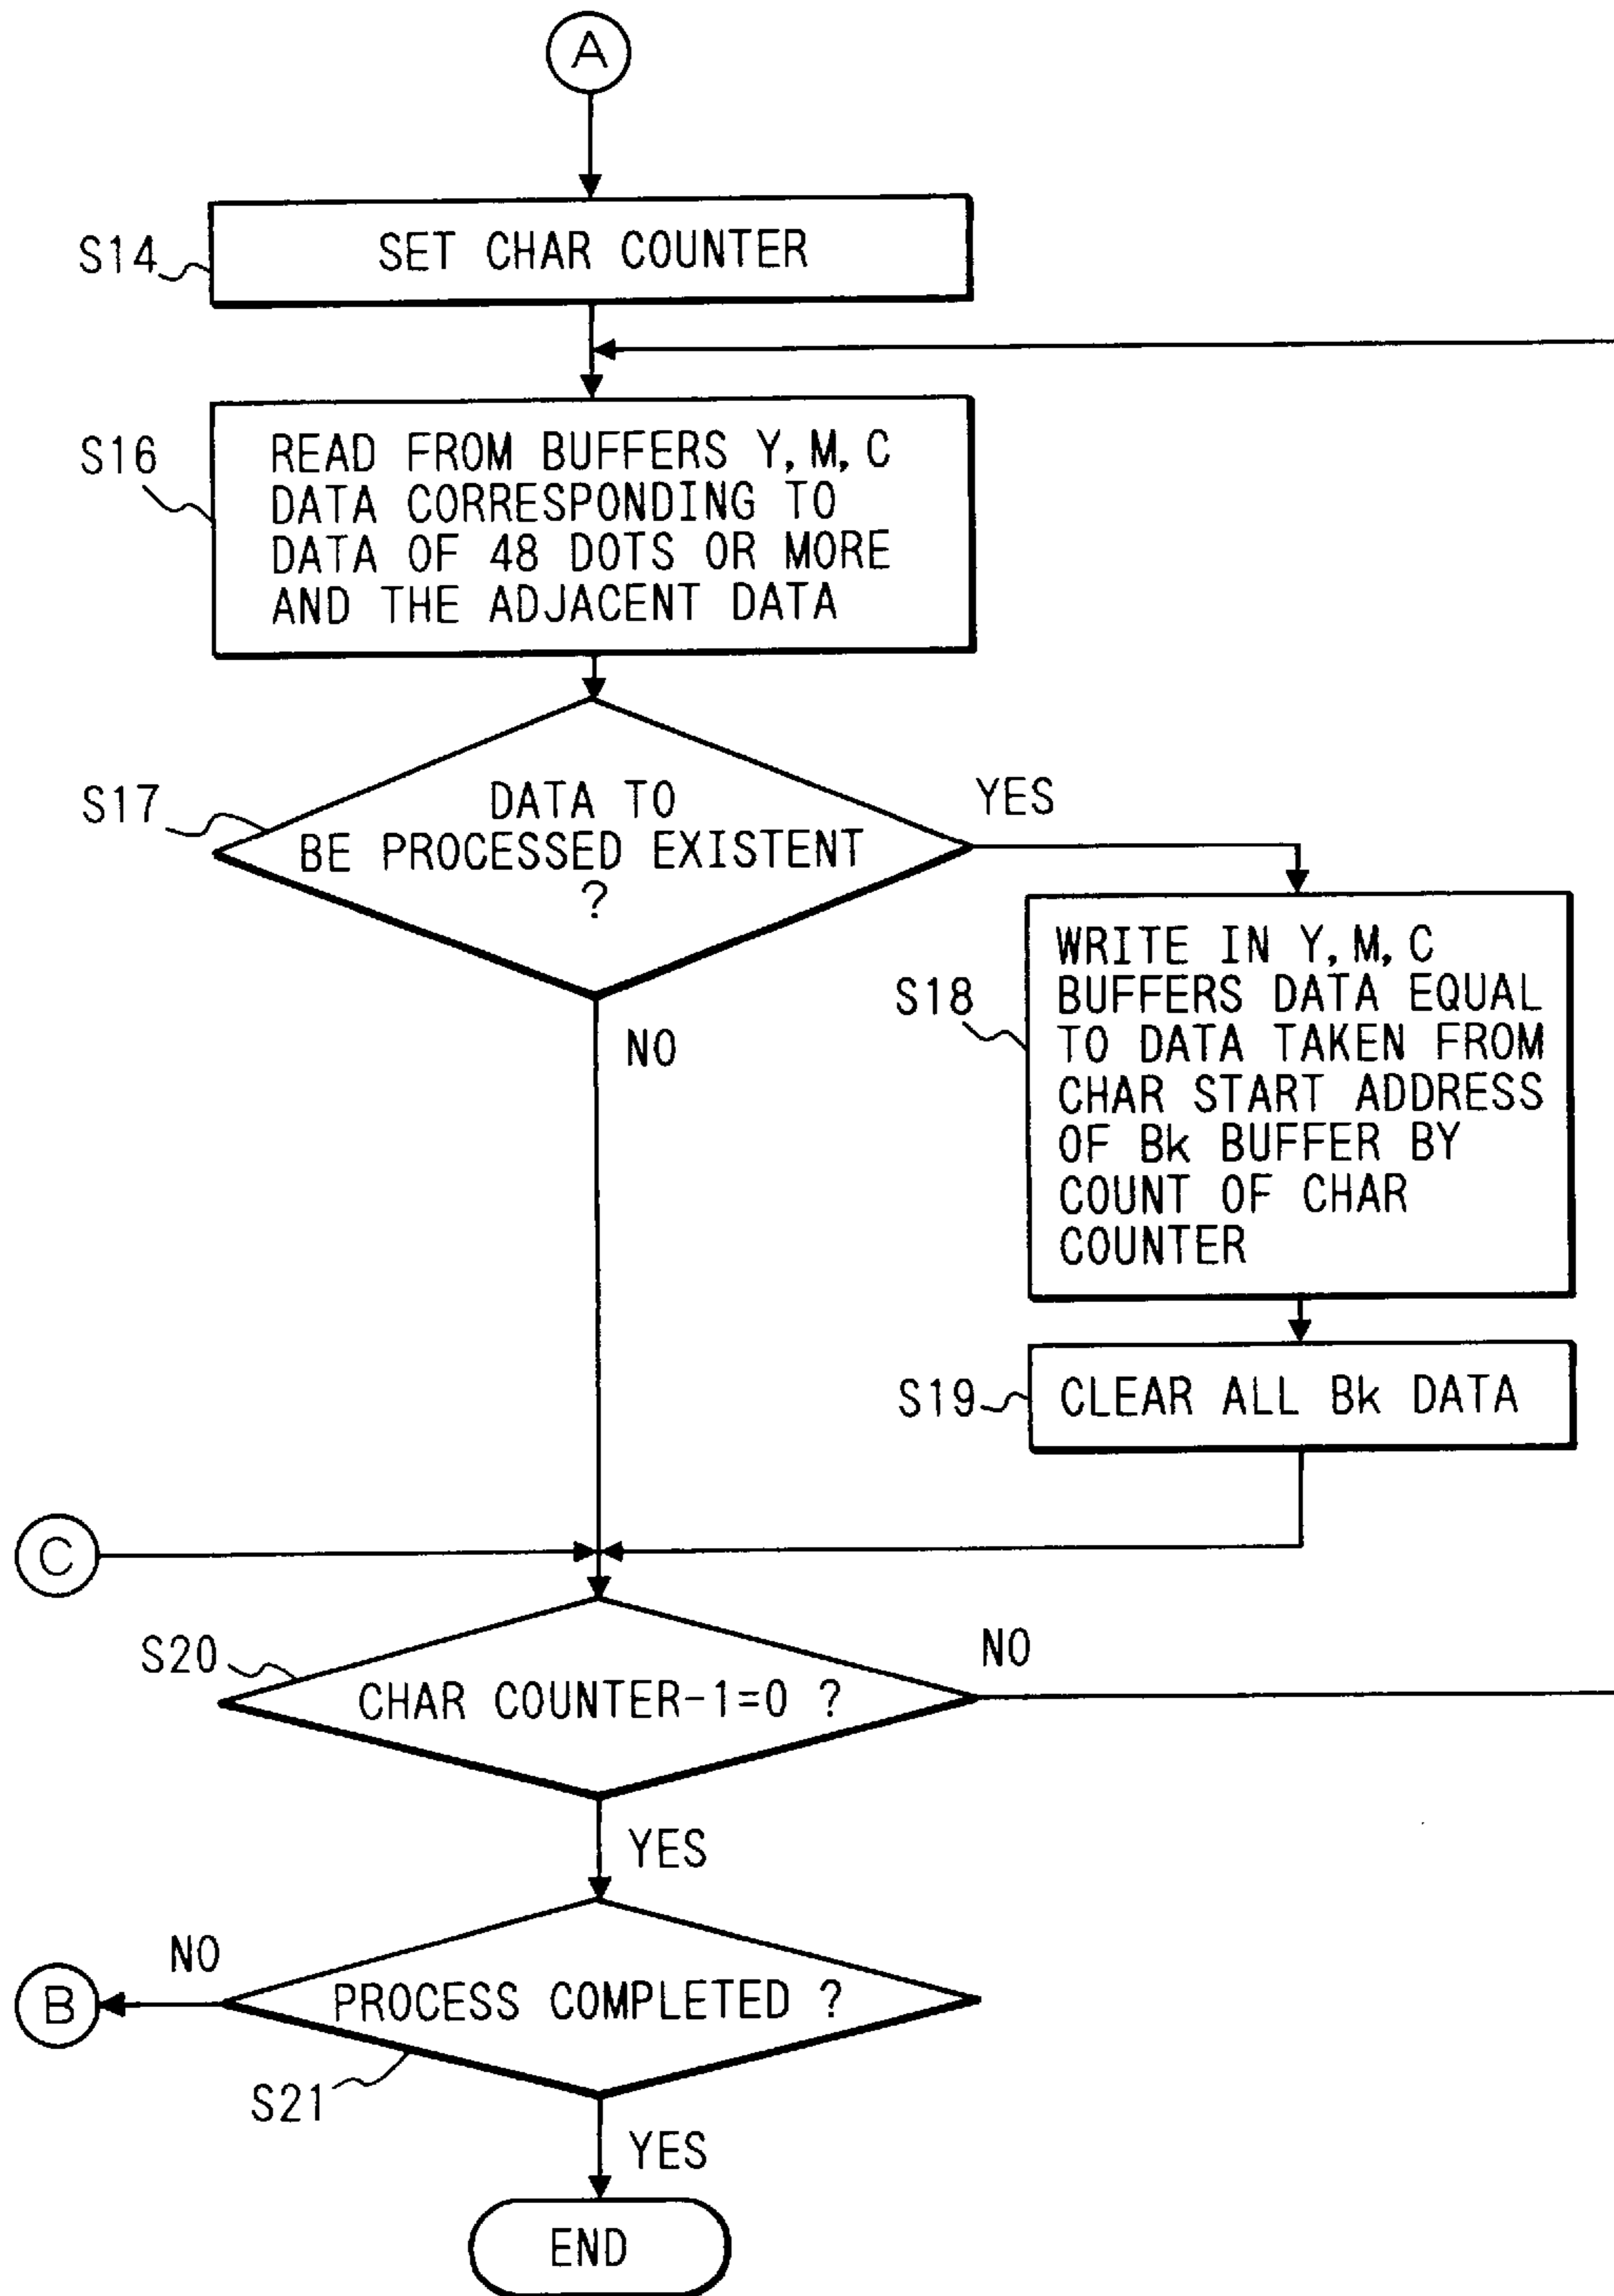 A
S14
SET CHAR COUNTER
S16
READ FROM BUFFERS Y, M, C
DATA CORRESPONDING TO
DATA OF 48 DOTS OR MORE
AND THE ADJACENT DATA
S17
DATA TO
BE PROCESSED EXISTENT
?
YES
NO
S18
WRITE IN Y, M, C
BUFFERS DATA EQUAL
TO DATA TAKEN FROM
CHAR START ADDRESS
OF Bk BUFFER BY
COUNT OF CHAR
COUNTER
S19
CLEAR ALL Bk DATA
C
S20
CHAR COUNTER-1=0 ?
NO
YES
NO
B
PROCESS COMPLETED ?
S21
YES
END